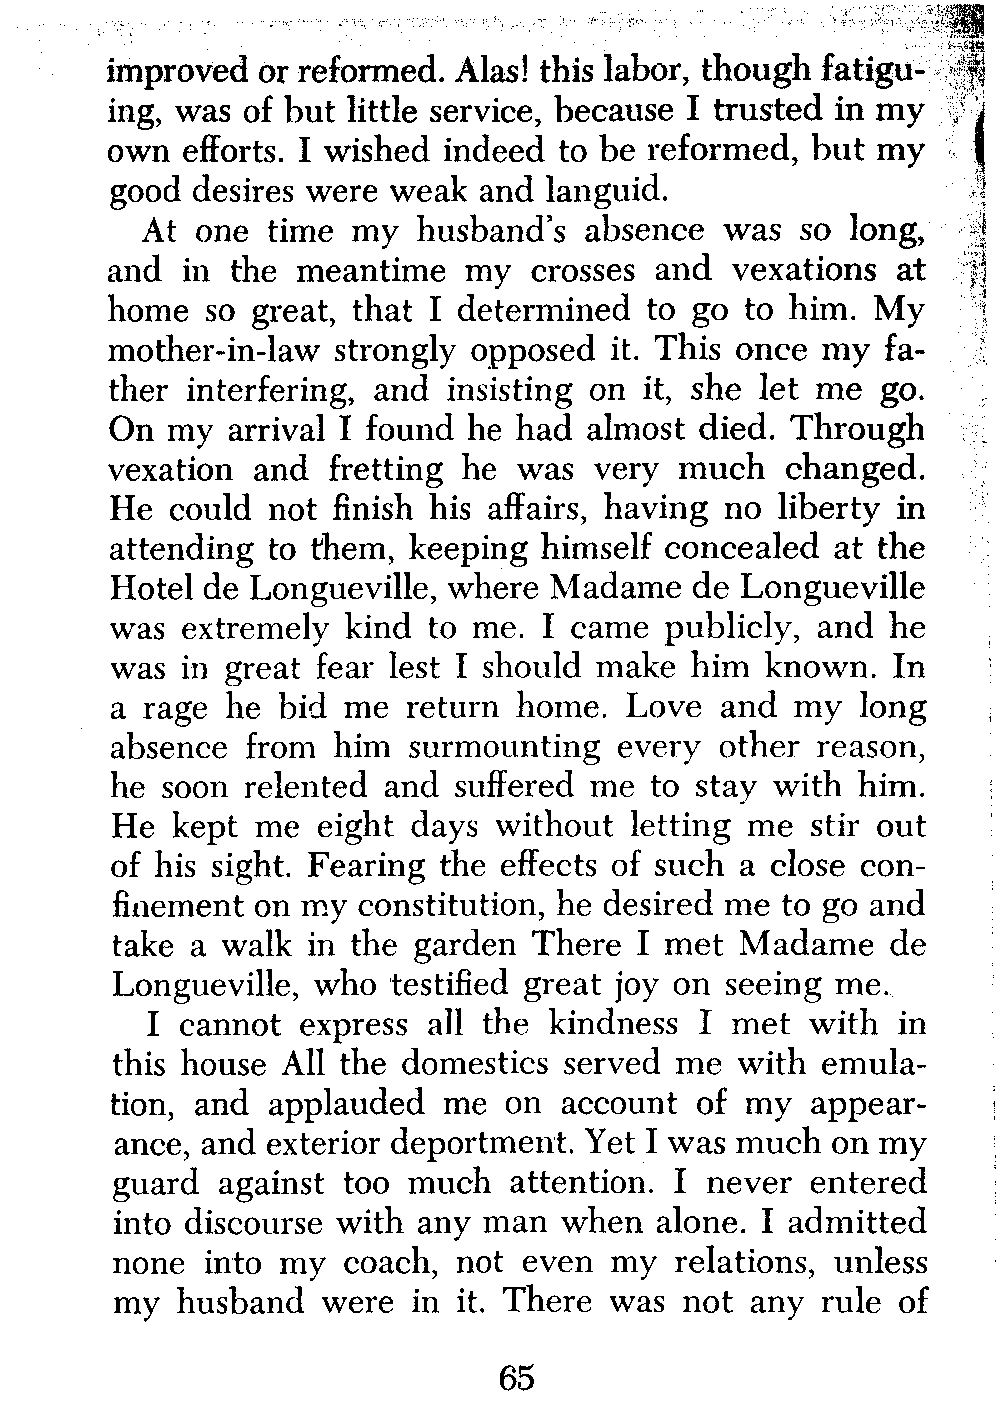 improved or reformed. Alas! this labor, though fatigu-
ing, was of but little service, because I trusted in my
own efforts. I wished indeed to be reformed, but my
good desires were weak and languid.
At one time my husband's absence was so long,
and in the meantime my crosses and vexations at
home so great, that I determined to go to him. My
mother-in-law strongly opposed it. This once my fa-
ther interfering, and insisting on it, she let me go.
On my arrival I found he had almost died. Through
vexation and fretting he was very much changed.
He could not finish his affairs, having no liberty in
attending to them, keeping himself concealed at the
Hotel de Longueville, where Madame de Longueville
was extremely kind to me. I came publicly, and he
was in great fear lest I should make him known. In
a rage he bid me return home. Love and my long
absence from him surmounting every other reason,
he soon relented and suffered me to stay with him.
He kept me eight days without letting me stir out
of his sight. Fearing the effects of such a close con-
finement on my constitution, he desired me to go and
take a walk in the garden There I met Madame de
Longueville, who testified great joy on seeing me.
I cannot express all the kindness I met with in
this house All the domestics served me with emula-
tion, and applauded me on account of my appear-
ance, and exterior deportment. Yet I was much on my
guard against too much attention. I never entered
into discourse with any man when alone. I admitted
none into my coach, not even my relations, unless
my husband were in it. There was not any rule of
65